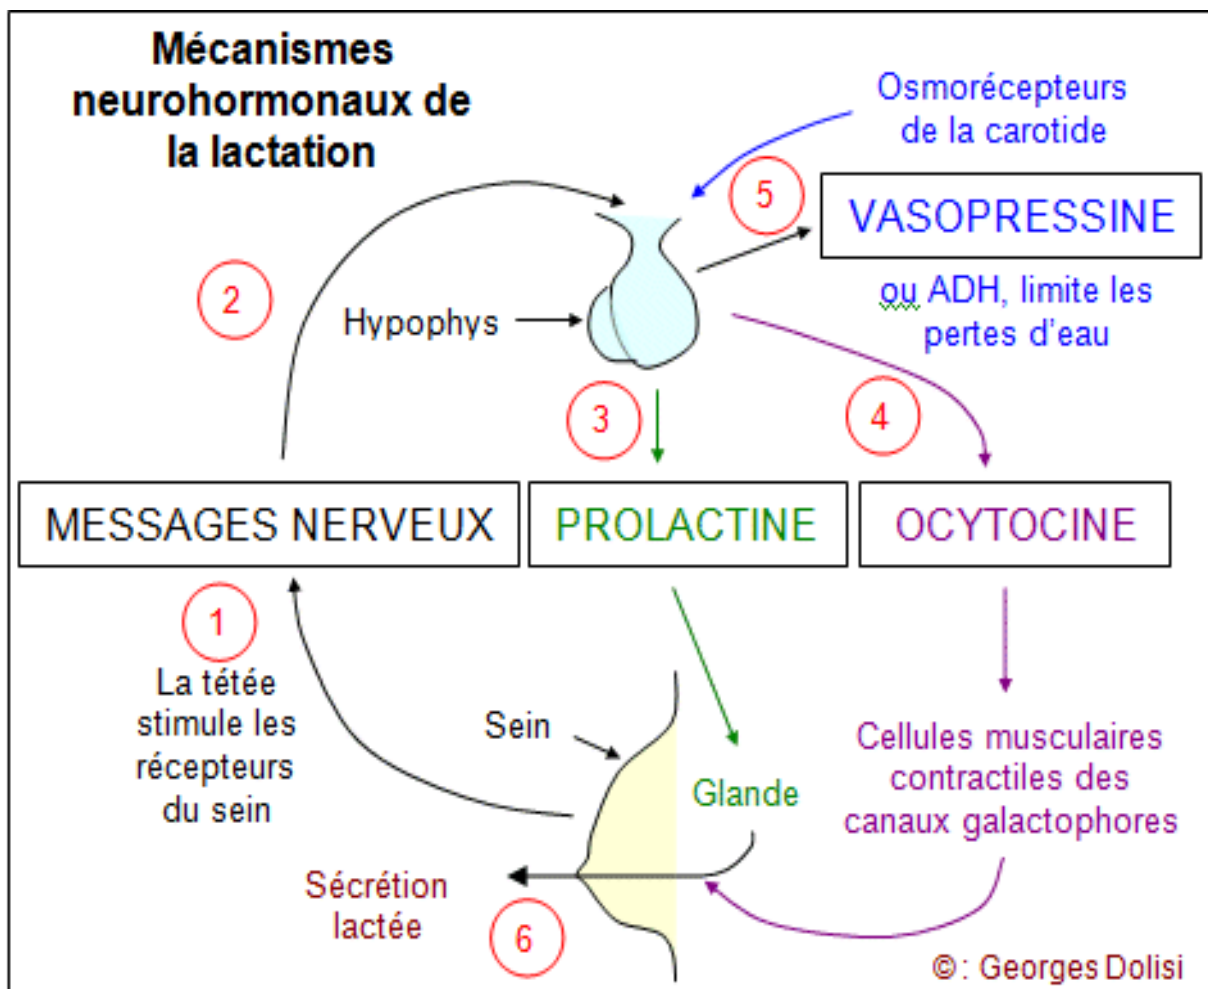 Mécanismes
neurohormonaux de
la lactation
Osmorécepteurs
de la carotide
5
VASOPRESSINE
ou ADH, limite les
pertes d'eau
2
Hypophys
3
4
MESSAGES NERVEUX
PROLACTINE
OCYTOCINE
1
La tétée
stimule les
récepteurs
du sein
Sein
Glande
Cellules musculaires
contractiles des
canaux galactophores
Sécrétion
lactée
6
© : Georges Dolisi